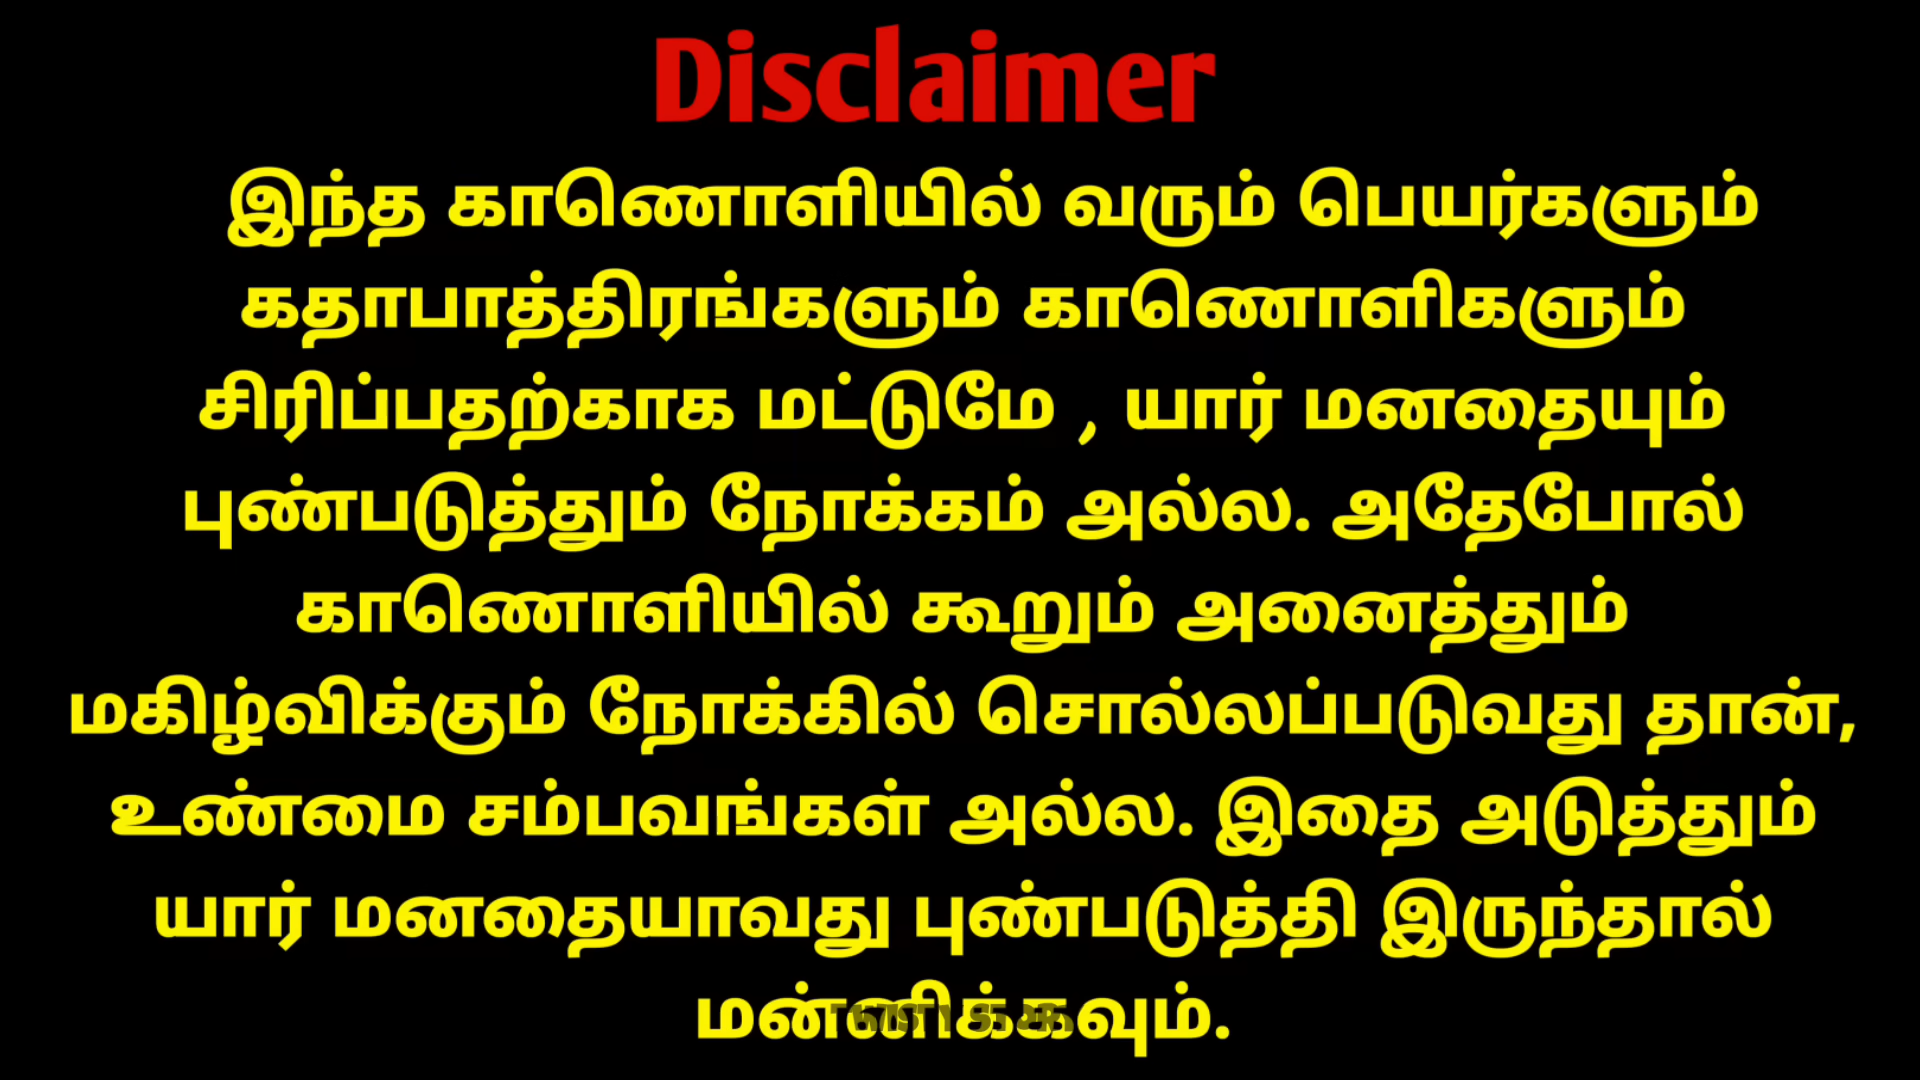 Disclaimer
இந்த காணொளியில் வரும் பெயர்களும்
கதாபாத்திரங்களும் காணொளிகளும்
சிரிப்பதற்காக மட்டுமே , யார் மனதையும்
புண்படுத்தும் நோக்கம் அல்ல. அதேபோல்
காணொளியில் கூறும் அனைத்தும்
மகிழ்விக்கும் நோக்கில் சொல்லப்படுவது தான்,
உண்மை சம்பவங்கள் அல்ல. இதை அடுத்தும்
யார் மனதையாவது புண்படுத்தி இருந்தால்
மன்னிக்கவும்.